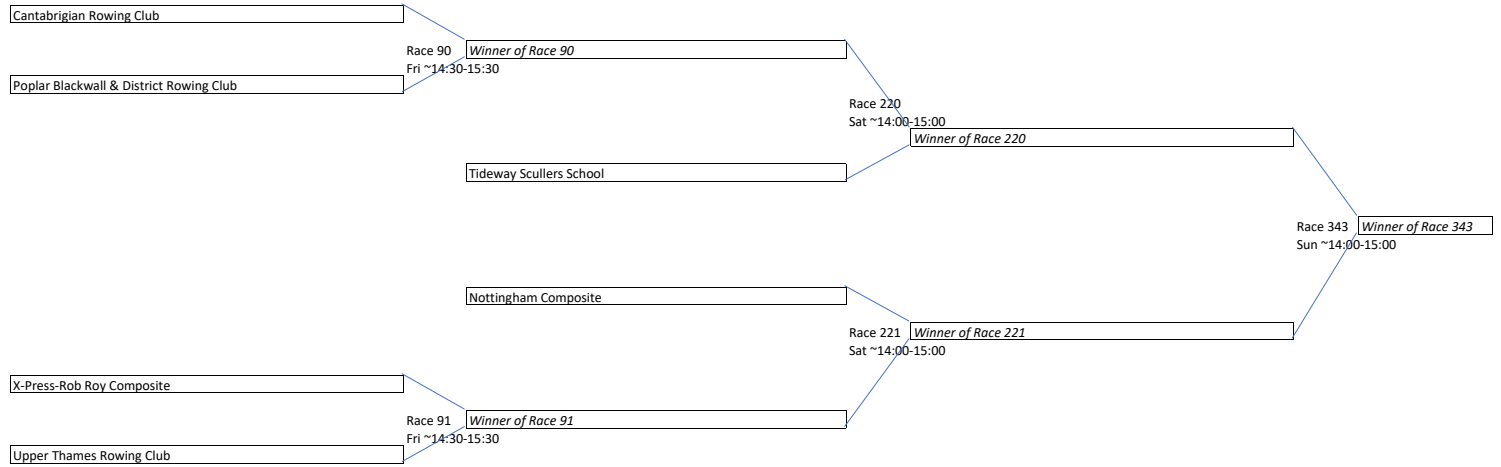 Cantabrigian Rowing Club
Race 90
Winner of Race 90
Fri ~14:30-15:30
Poplar Blackwall & District Rowing Club
Race 220
Sat ~14:00-15:00
Winner of Race 220
Tideway Scullers School
Race 343
Winner of Race 343
Sun ~14:00-15:00
Nottingham Composite
Race 221
Winner of Race 221
Sat ~14:00-15:00
X-Press-Rob Roy Composite
Race 91
Winner of Race 91
Fri ~14:30-15:30
Upper Thames Rowing Club